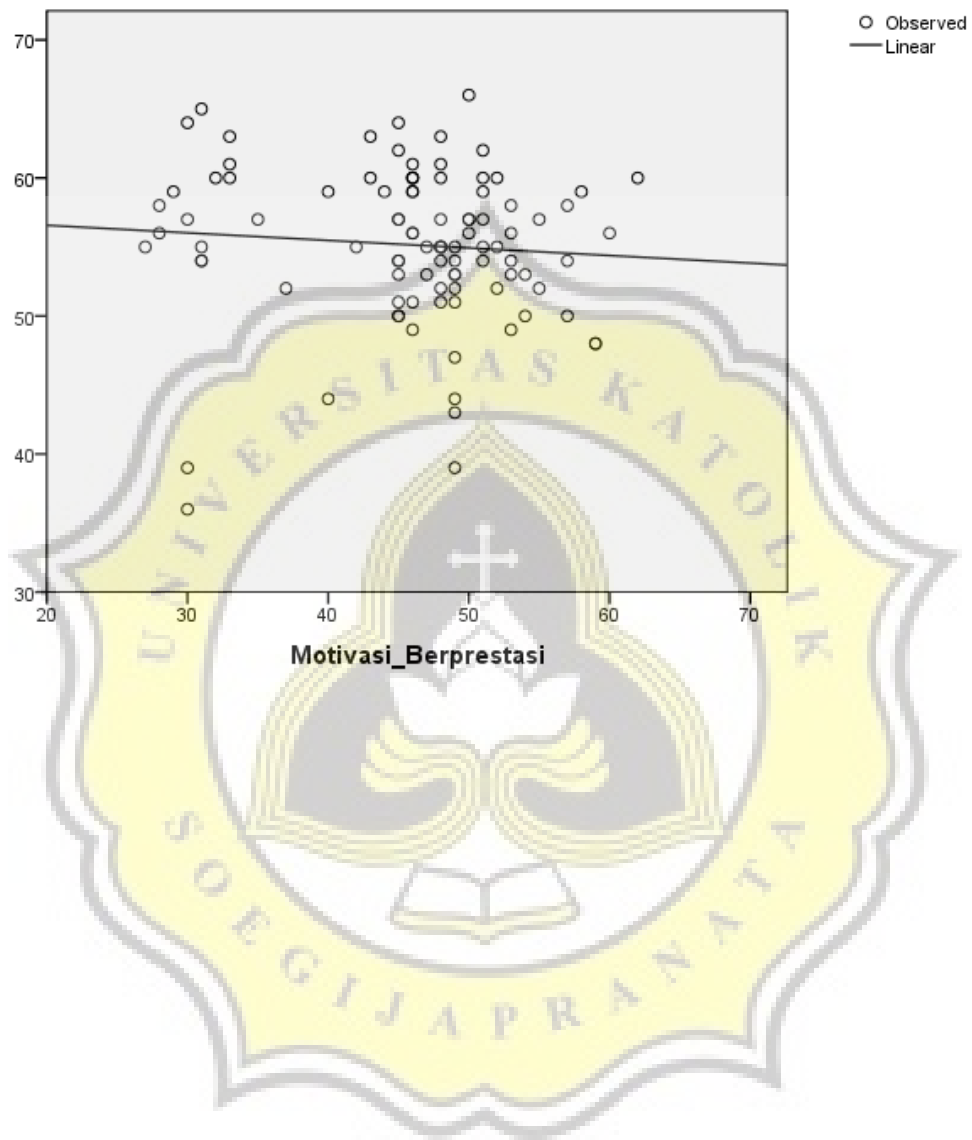 Observed
Linear
70
60
50
40
30
20 30 40 50 60 70
Motivasi_Berprestasi
UNIVERSITAS KATOLIK
SOEGIJAPRANATA